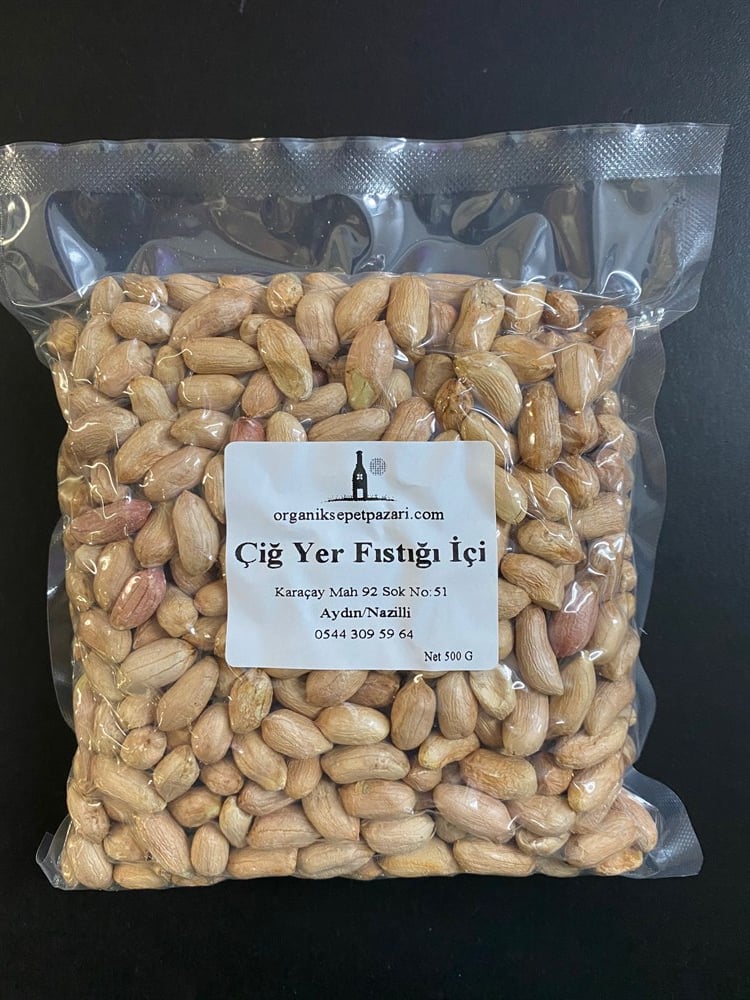 organiksepetpazari.com
Çiğ Yer Fıstığı İçi
Karaçay Mah 92 Sok No:51
Aydın/Nazilli
0544 309 59 64
Net 500 G